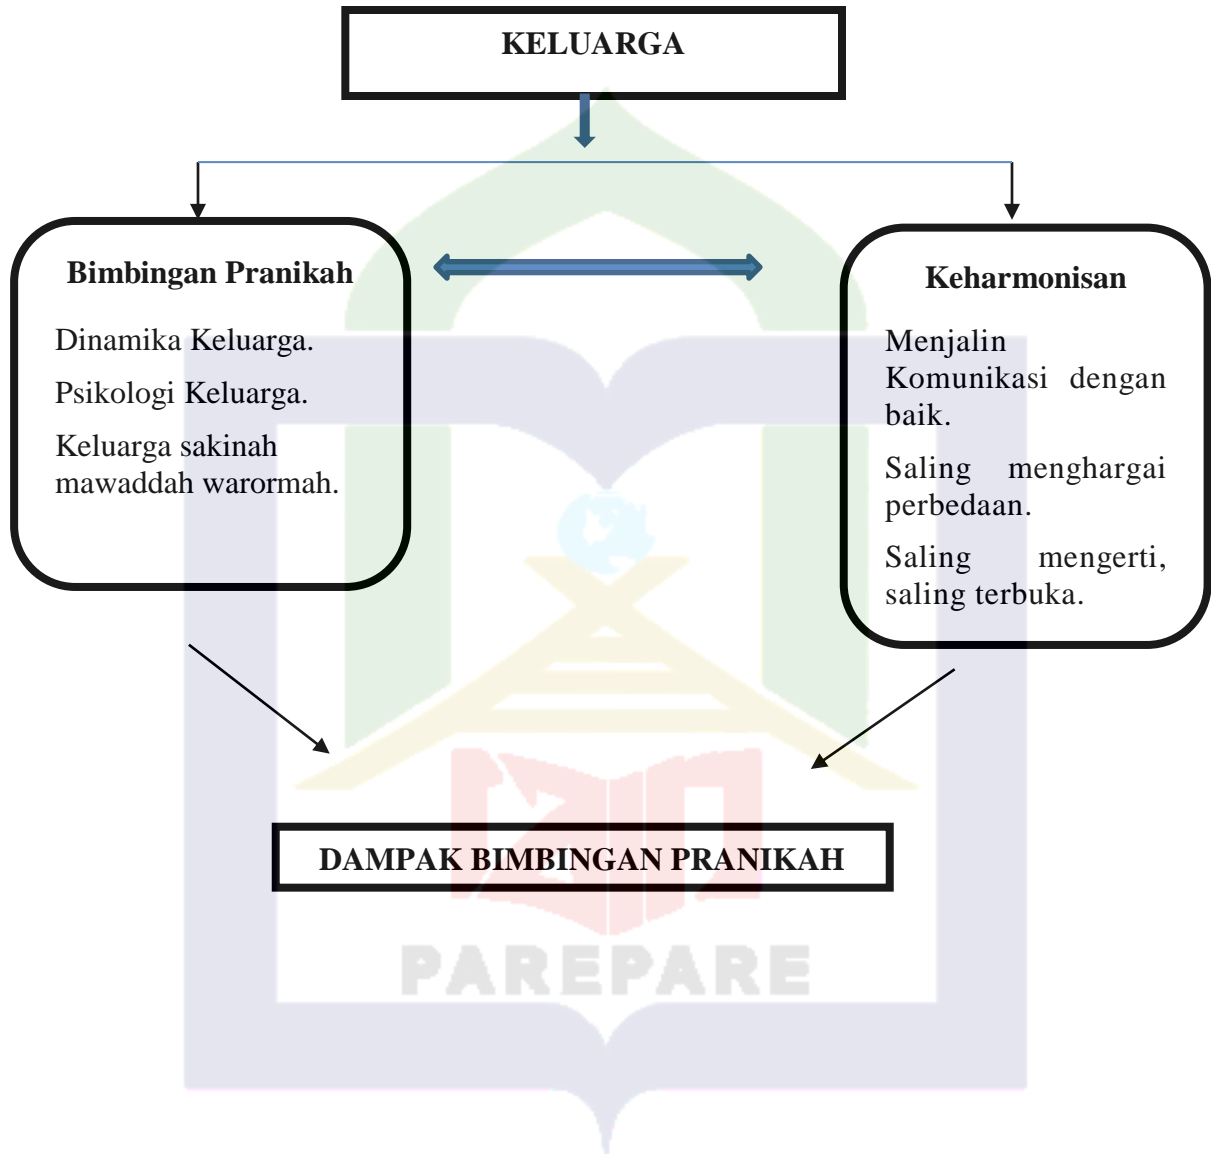 KELUARGA
Bimbingan Pranikah
Dinamika Keluarga.
Psikologi Keluarga.
Keluarga sakinah
mawaddah warormah.
Keharmonisan
Menjalin
Komunikasi dengan
baik.
Saling menghargai
perbedaan.
Saling mengerti,
saling terbuka.
DAMPAK BIMBINGAN PRANIKAH
PAREPARE